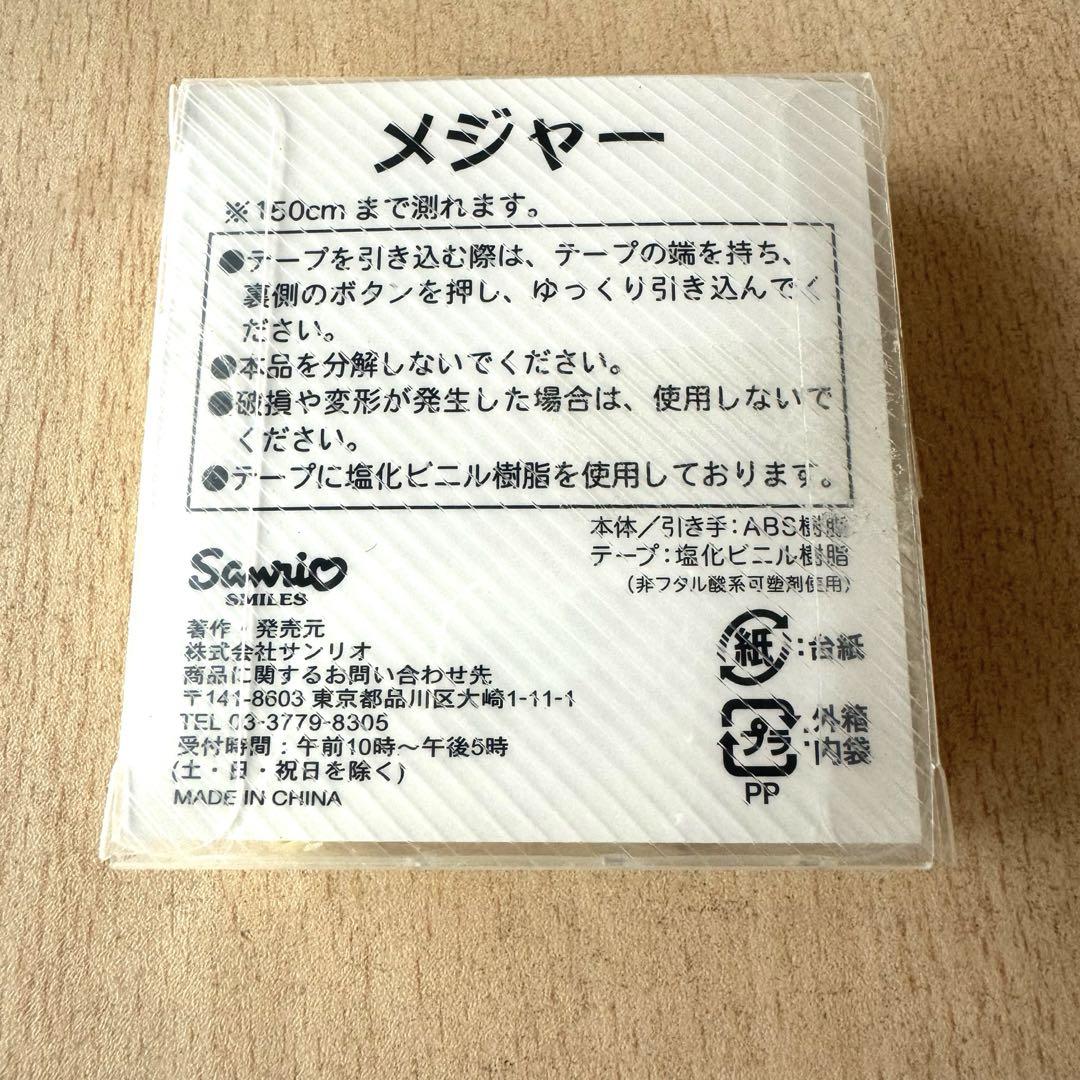 メジャー
※150cmまで測れます。
●テープを引き込む際は、テープの端を持ち、
裏側のボタンを押し、ゆっくり引き込んでく
ださい。
●本品を分解しないでください。
●破損や変形が発生した場合は、使用しないで
ください。
●テープに塩化ビニル樹脂を使用しております。
本体/引き手:ABS樹脂
テープ:塩化ビニル樹脂
(非フタル酸系可塑剤使用)
Sanrio
SMILES
著作・発売元
株式会社サンリオ
商品に関するお問い合わせ先
〒141-8603 東京都品川区大崎1-11-1
TEL 03-3779-8305
受付時間:午前10時〜午後5時
(土・日・祝日を除く)
MADE IN CHINA
紙:台紙
プラ:外箱
内袋
PP